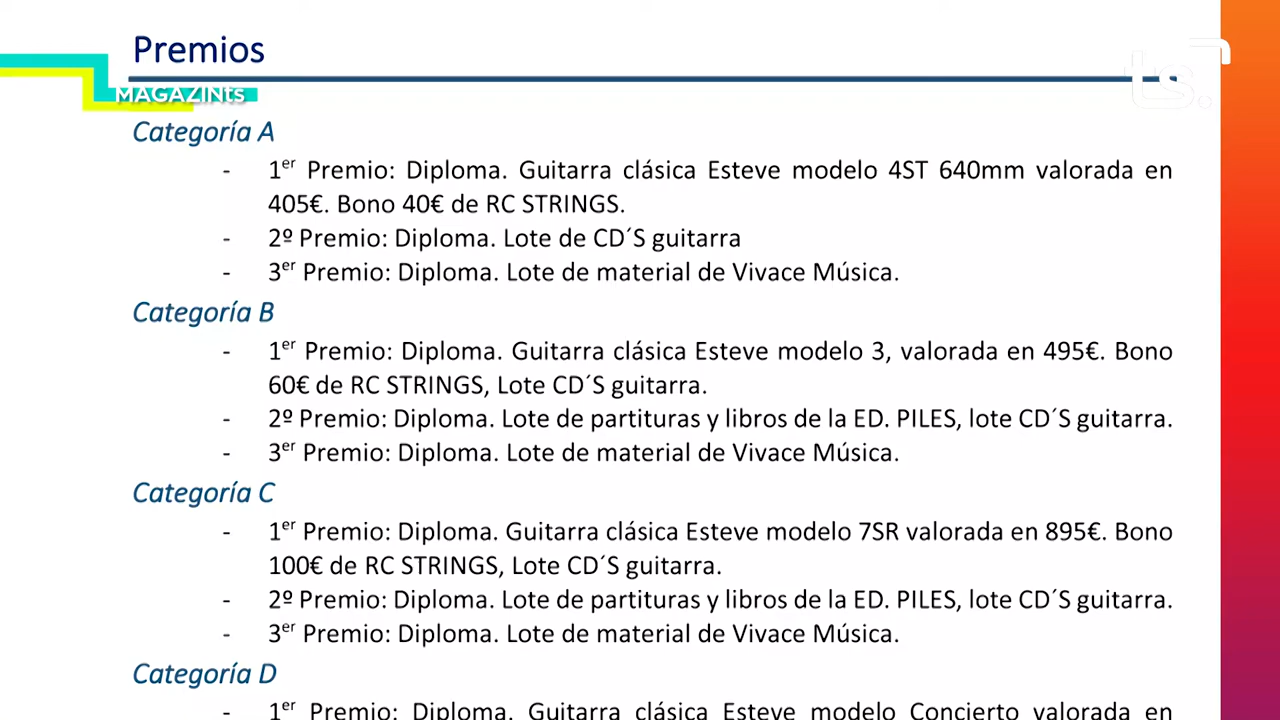 Premios
MAGAZINts
ts.
Categoría A
- 1er Premio: Diploma. Guitarra clásica Esteve modelo 4ST 640mm valorada en
405€. Bono 40€ de RC STRINGS.
- 2º Premio: Diploma. Lote de CD´S guitarra
- 3er Premio: Diploma. Lote de material de Vivace Música.
Categoría B
- 1er Premio: Diploma. Guitarra clásica Esteve modelo 3, valorada en 495€. Bono
60€ de RC STRINGS, Lote CD´S guitarra.
- 2º Premio: Diploma. Lote de partituras y libros de la ED. PILES, lote CD´S guitarra.
- 3er Premio: Diploma. Lote de material de Vivace Música.
Categoría C
- 1er Premio: Diploma. Guitarra clásica Esteve modelo 7SR valorada en 895€. Bono
100€ de RC STRINGS, Lote CD´S guitarra.
- 2º Premio: Diploma. Lote de partituras y libros de la ED. PILES, lote CD´S guitarra.
- 3er Premio: Diploma. Lote de material de Vivace Música.
Categoría D
- 1er Premio: Diploma. Guitarra clásica Esteve modelo Concierto valorada en